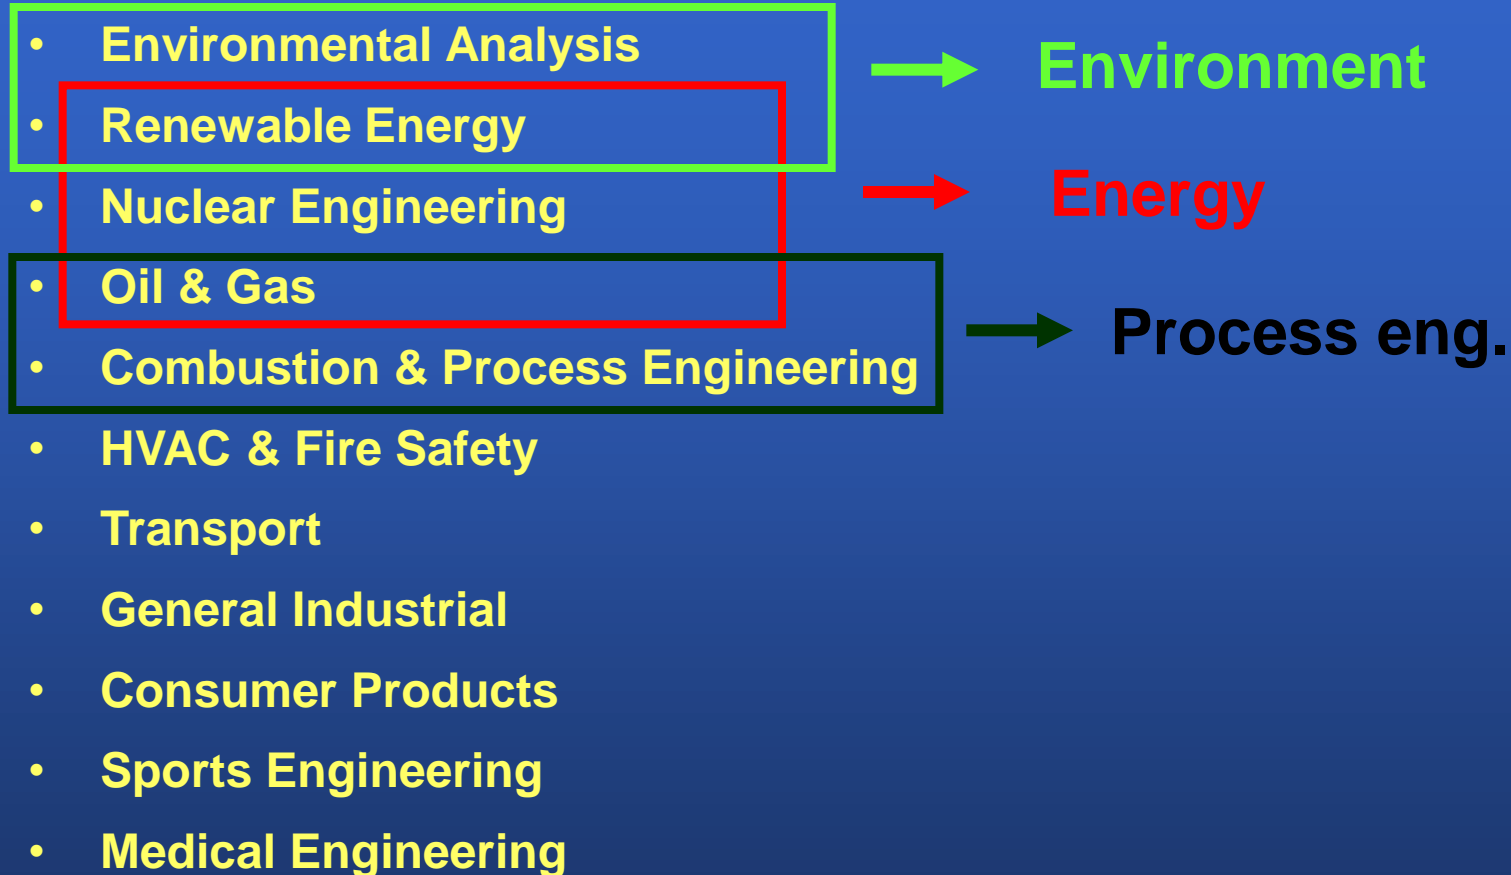 • Environmental Analysis
Environment
• Renewable Energy
• Nuclear Engineering
Energy
• Oil & Gas
Process eng.
• Combustion & Process Engineering
• HVAC & Fire Safety
• Transport
• General Industrial
• Consumer Products
• Sports Engineering
• Medical Engineering